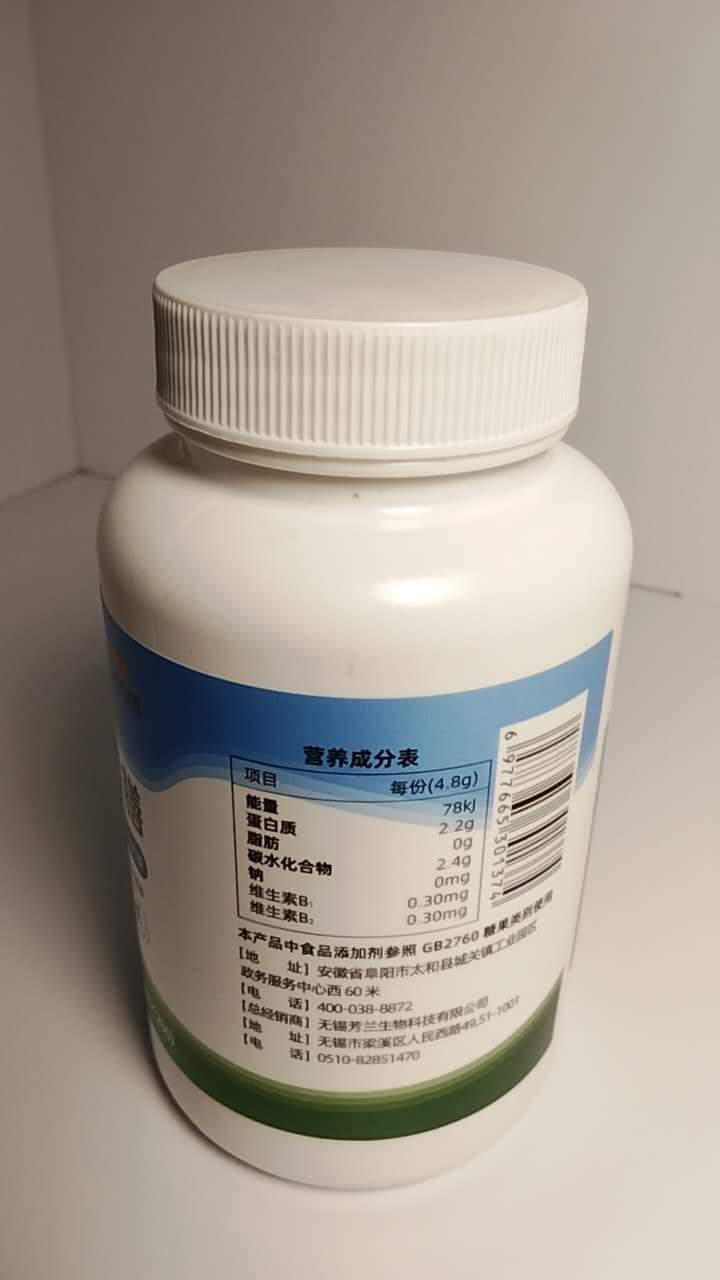 营养成分表
项目 每份(4.8g)
能量 78kJ
蛋白质 2.2g
脂肪 0g
碳水化合物 2.4g
钠 0mg
维生素B₁ 0.30mg
维生素B₂ 0.30mg
本产品中食品添加剂参照 GB2760 糖果类别使用
【地 址】安徽省阜阳市太和县城关镇工业园区
政务服务中心西60米
【电 话】400-038-8872
【总经销商】无锡芳兰生物科技有限公司
【地 址】无锡市梁溪区人民西路49,51-1001
【电 话】0510-82851470
6 977665 301374